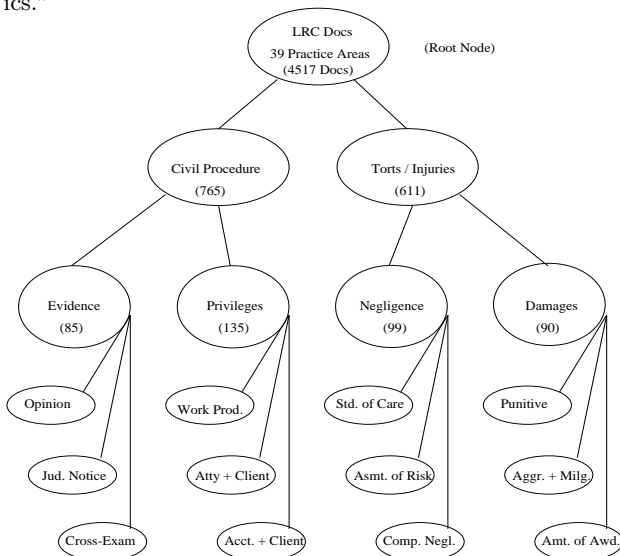 ics."
LRC Docs
39 Practice Areas
(4517 Docs)
(Root Node)
Civil Procedure
(765)
Torts / Injuries
(611)
Evidence
(85)
Privileges
(135)
Negligence
(99)
Damages
(90)
Opinion
Work Prod.
Std. of Care
Punitive
Jud. Notice
Atty + Client
Asmt. of Risk
Aggr. + Milg.
Cross-Exam
Acct. + Client
Comp. Negl.
Amt. of Awd.